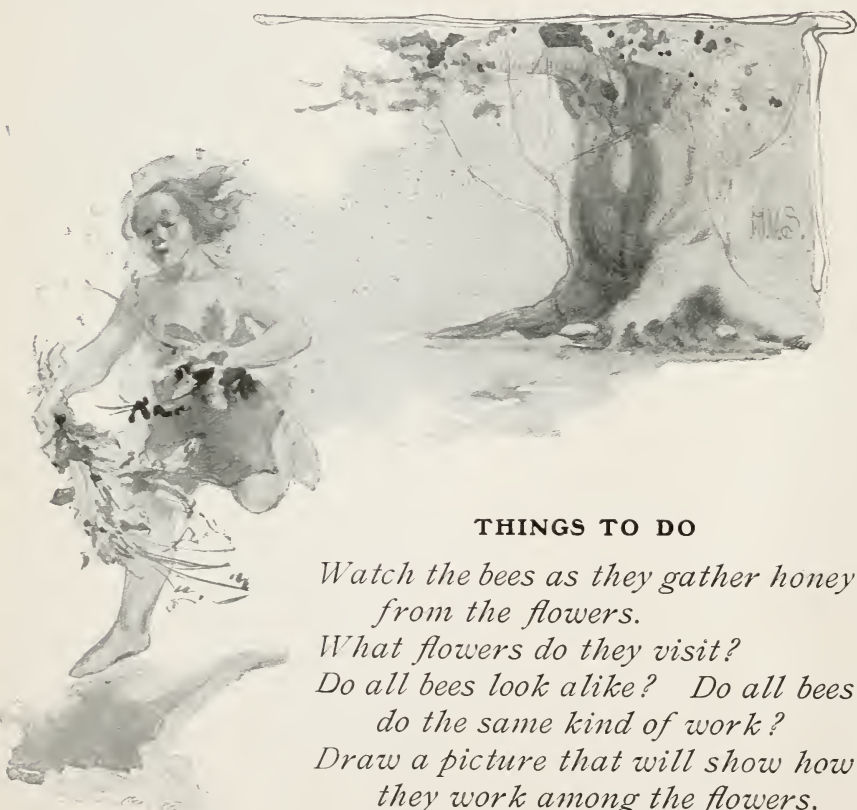 M.V.S.
THINGS TO DO
Watch the bees as they gather honey
from the flowers.
What flowers do they visit?
Do all bees look alike? Do all bees
do the same kind of work?
Draw a picture that will show how
they work among the flowers.